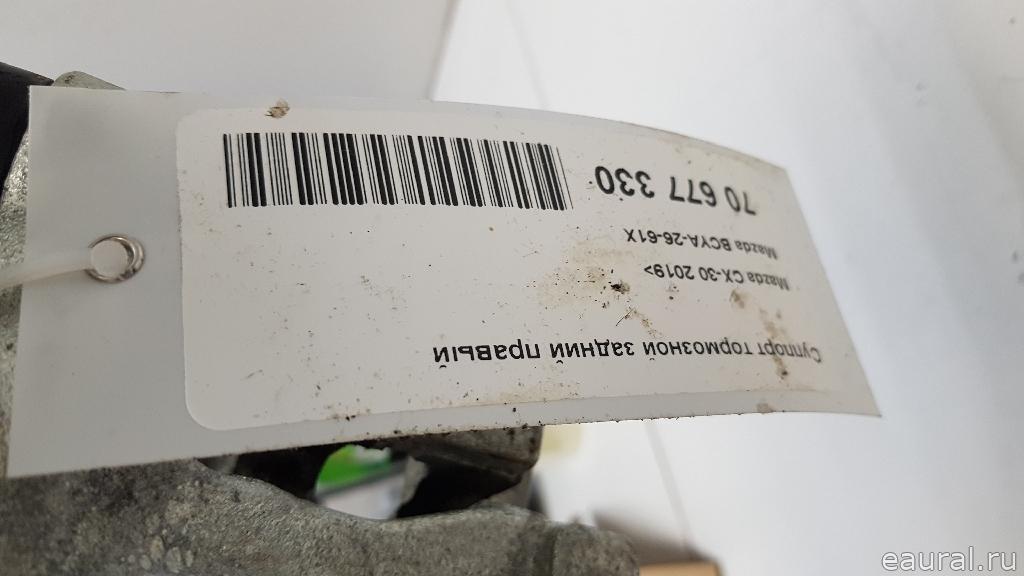 Суппорт тормозной задний правый
Mazda CX-30 2019>
Mazda BCYA-26-61X
70 677 330
eaural.ru